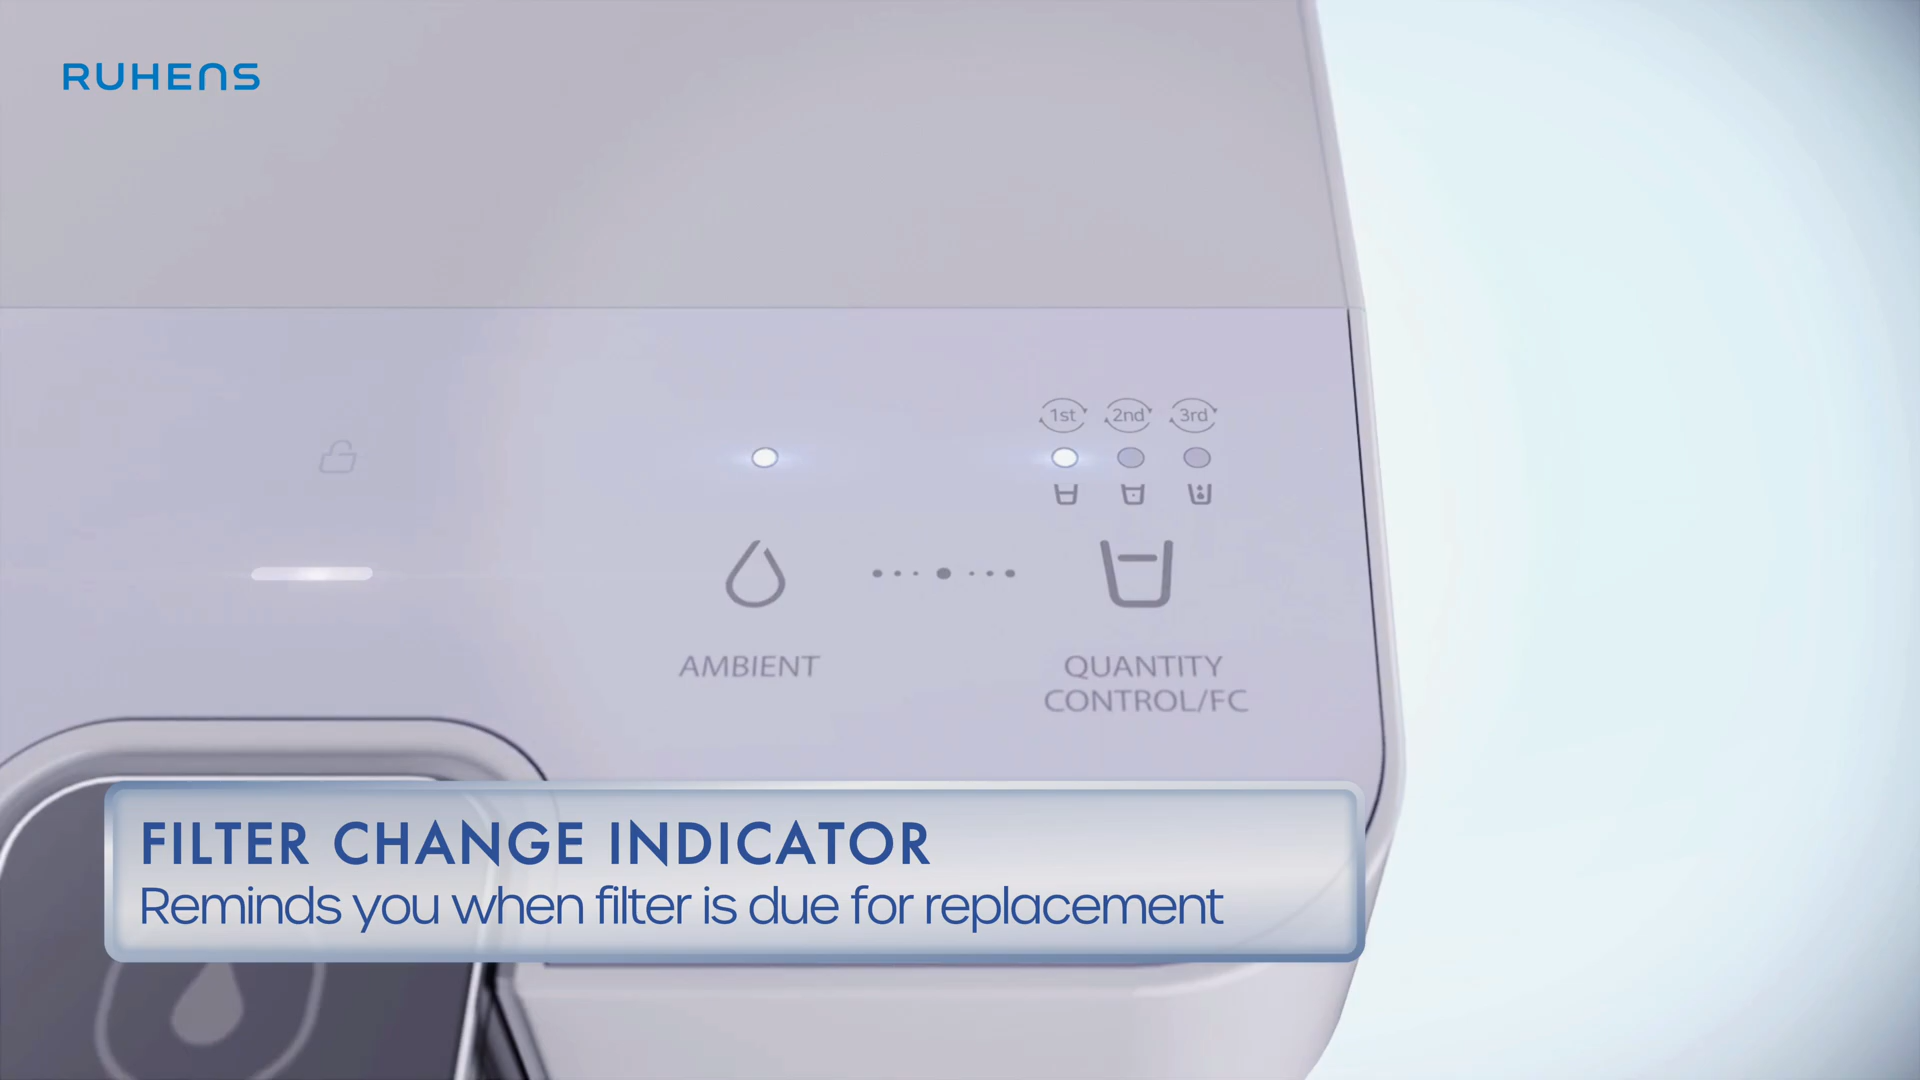 RUHENS
1st 2nd 3rd
AMBIENT
QUANTITY
CONTROL/FC
FILTER CHANGE INDICATOR
Reminds you when filter is due for replacement